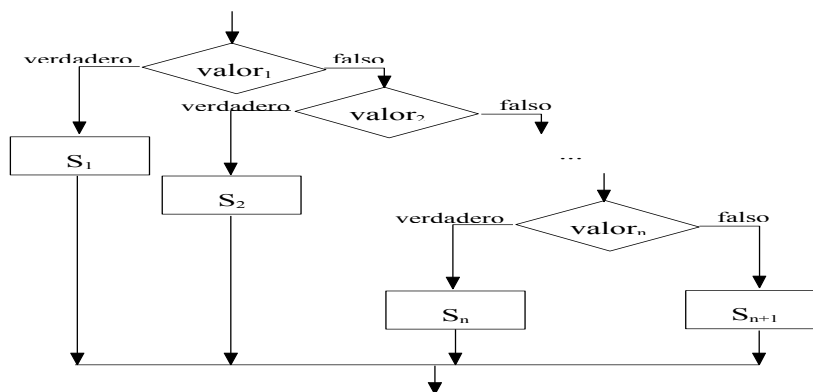 verdadero
falso
valor₁
verdadero
falso
valor₂
S₁
S₂
...
verdadero
falso
valorₙ
Sₙ
Sₙ₊₁